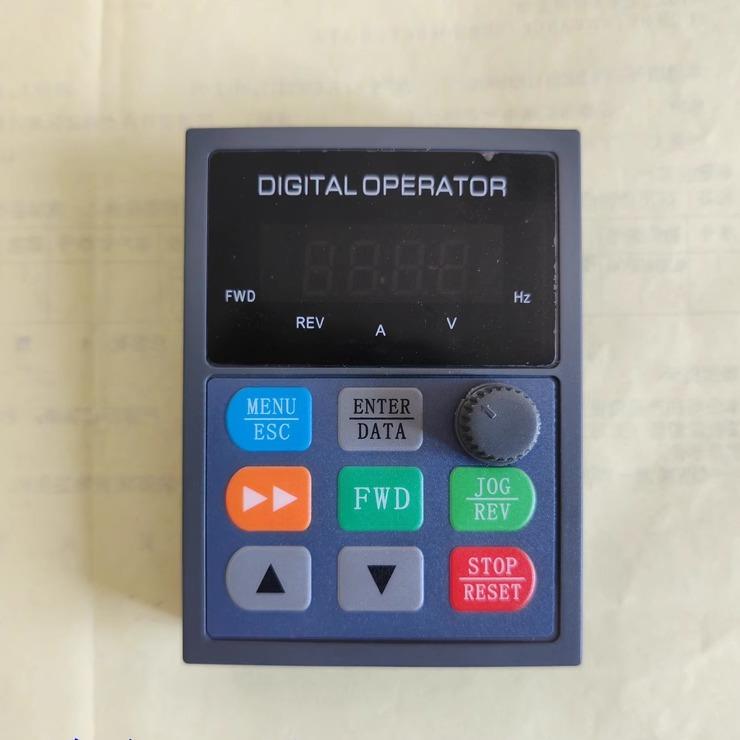 DIGITAL OPERATOR
FWD
Hz
REV
A
V
MENU
ESC
ENTER
DATA
FWD
JOG
REV
STOP
RESET